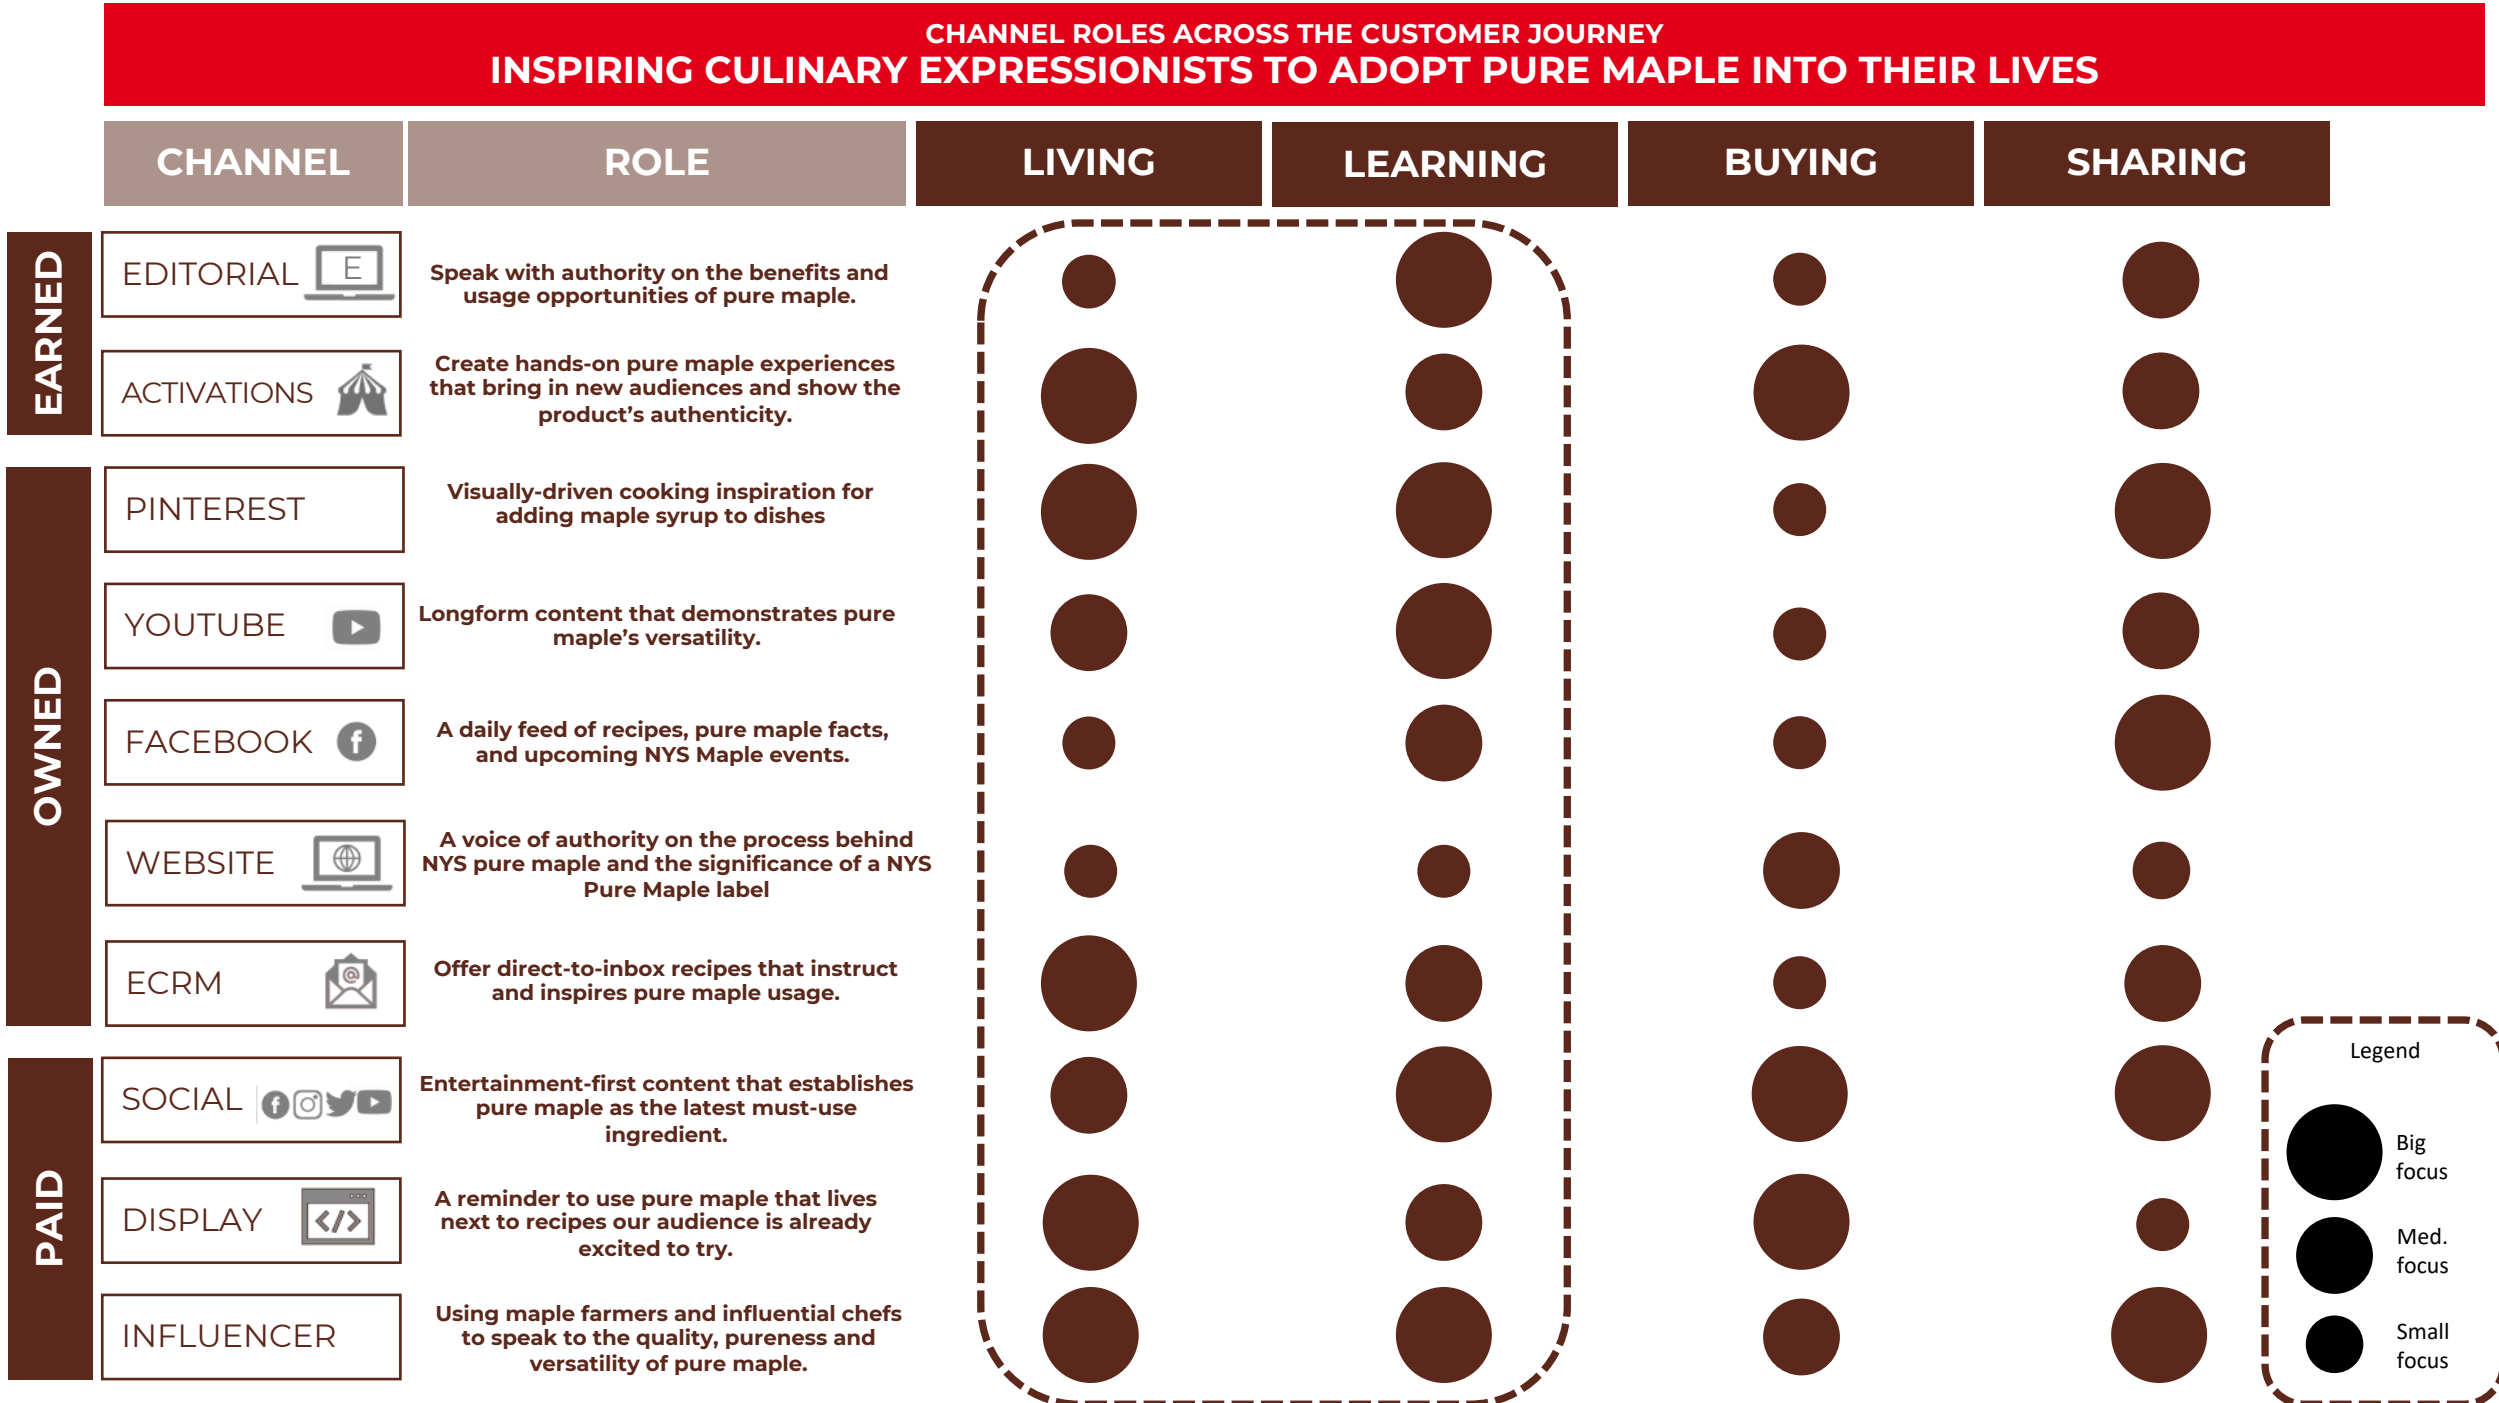 CHANNEL ROLES ACROSS THE CUSTOMER JOURNEY
INSPIRING CULINARY EXPRESSIONISTS TO ADOPT PURE MAPLE INTO THEIR LIVES
CHANNEL
ROLE
LIVING
LEARNING
BUYING
SHARING
EARNED
EDITORIAL
E
Speak with authority on the benefits and
usage opportunities of pure maple.
ACTIVATIONS
Create hands-on pure maple experiences
that bring in new audiences and show the
product's authenticity.
OWNED
PINTEREST
Visually-driven cooking inspiration for
adding maple syrup to dishes
YOUTUBE
Longform content that demonstrates pure
maple's versatility.
FACEBOOK
A daily feed of recipes, pure maple facts,
and upcoming NYS Maple events.
WEBSITE
A voice of authority on the process behind
NYS pure maple and the significance of a NYS
Pure Maple label
ECRM
Offer direct-to-inbox recipes that instruct
and inspires pure maple usage.
PAID
SOCIAL
Entertainment-first content that establishes
pure maple as the latest must-use
ingredient.
DISPLAY
</>
A reminder to use pure maple that lives
next to recipes our audience is already
excited to try.
INFLUENCER
Using maple farmers and influential chefs
to speak to the quality, pureness and
versatility of pure maple.
Legend
Big
focus
Med.
focus
Small
focus